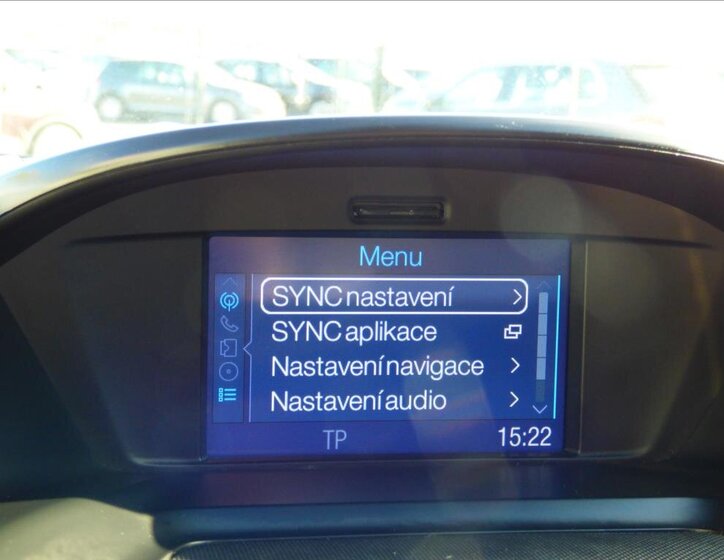 Menu
SYNC nastavení
SYNC aplikace
Nastavení navigace
Nastavení audio
TP 15:22